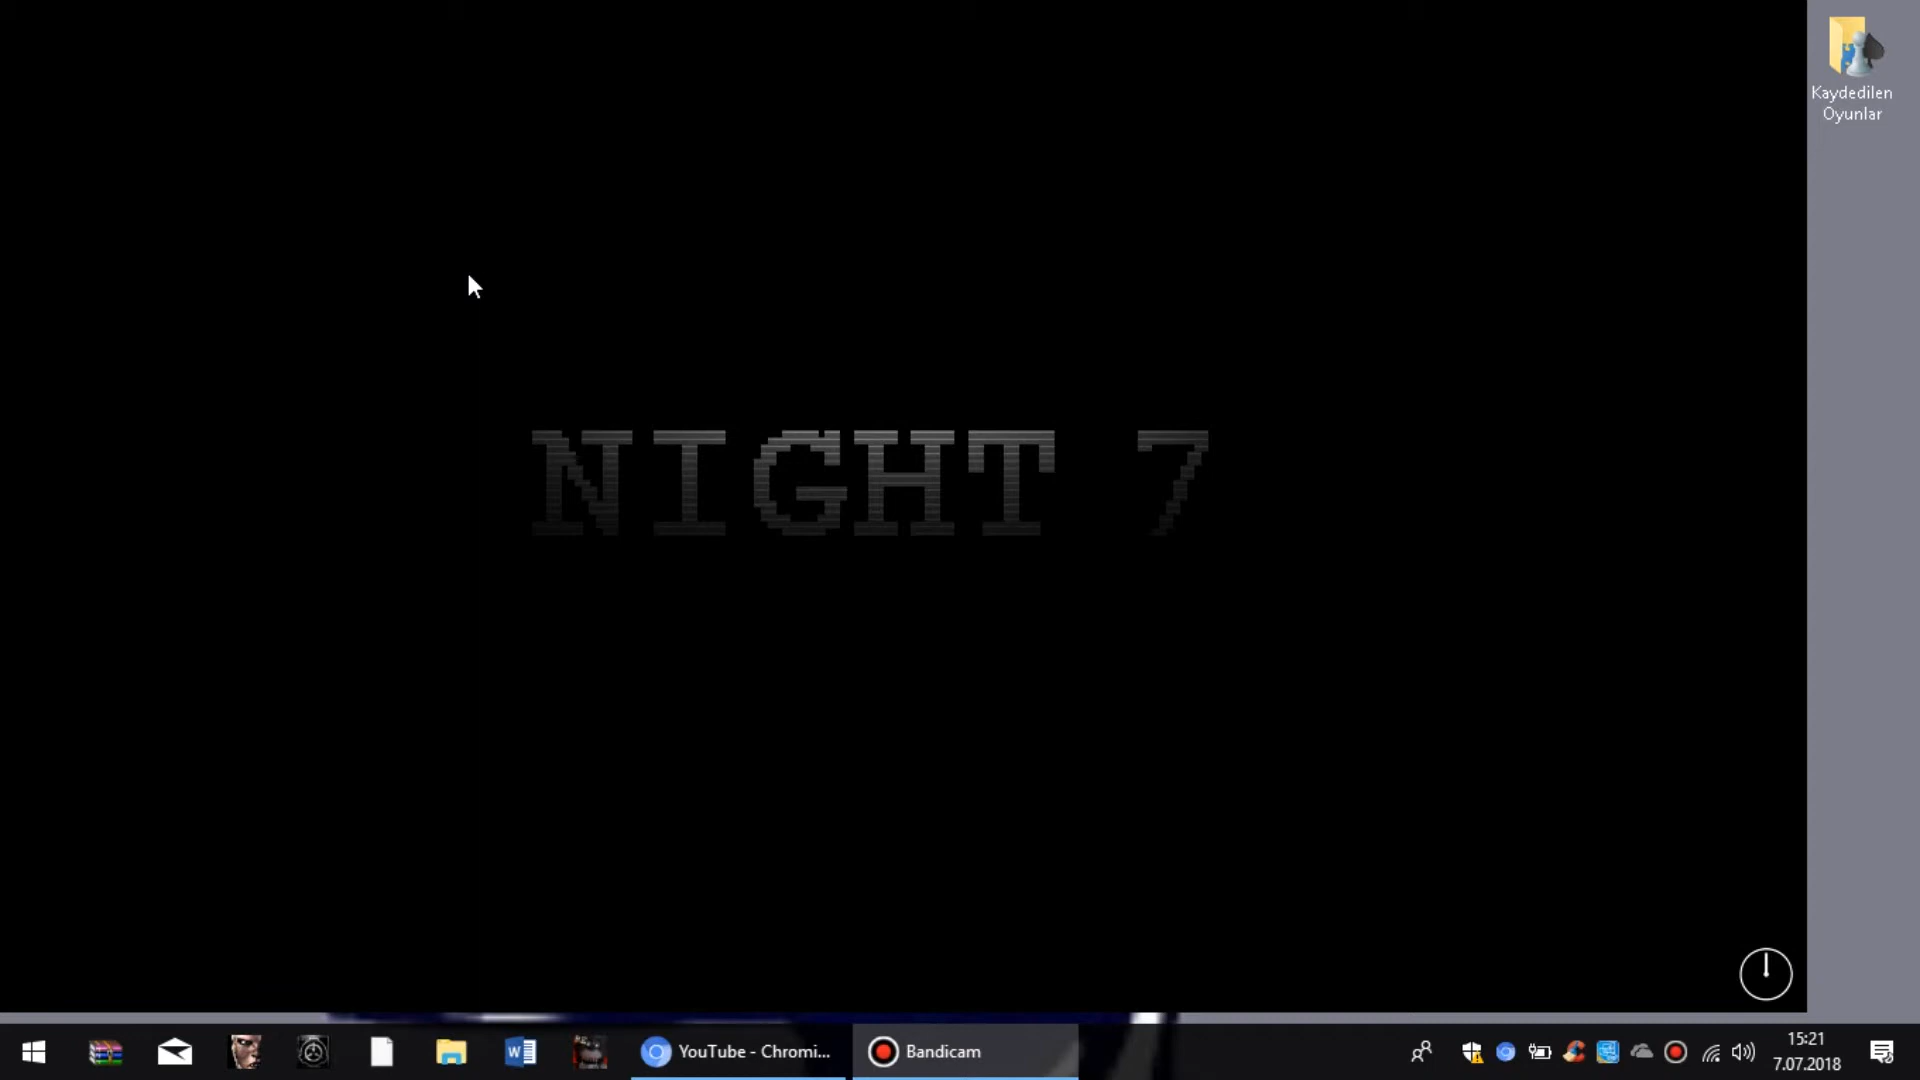 Kaydedilen
Oyunlar
NIGHT 7
YouTube - Chromi...
Bandicam
15:21
7.07.2018